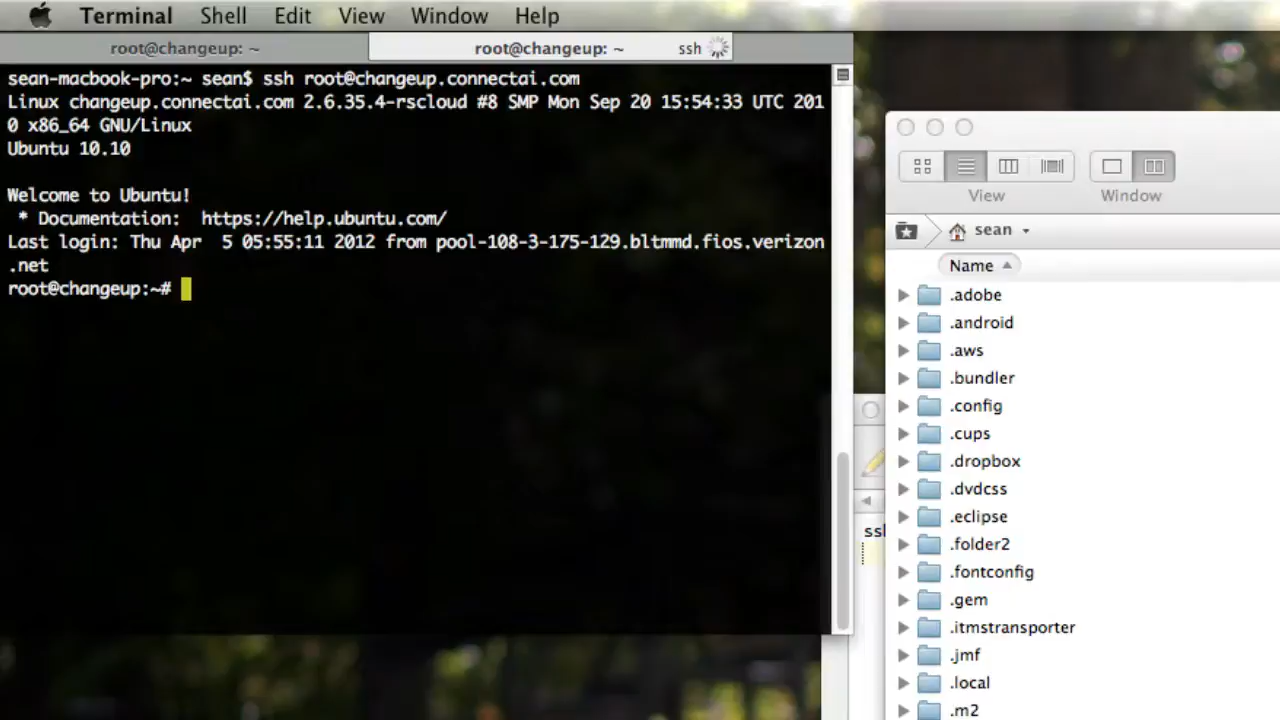 Terminal Shell Edit View Window Help
root@changeup: ~
root@changeup: ~ ssh
sean-macbook-pro:~ sean$ ssh root@changeup.connectai.com
Linux changeup.connectai.com 2.6.35.4-rscloud #8 SMP Mon Sep 20 15:54:33 UTC 201
0 x86_64 GNU/Linux
Ubuntu 10.10
Welcome to Ubuntu!
* Documentation: https://help.ubuntu.com/
Last login: Thu Apr 5 05:55:11 2012 from pool-108-3-175-129.bltmmd.fios.verizon
.net
root@changeup:~#
View Window
sean
Name
.adobe
.android
.aws
.bundler
.config
.cups
.dropbox
.dvdcss
.eclipse
.folder2
.fontconfig
.gem
.itmstransporter
.jmf
.local
.m2